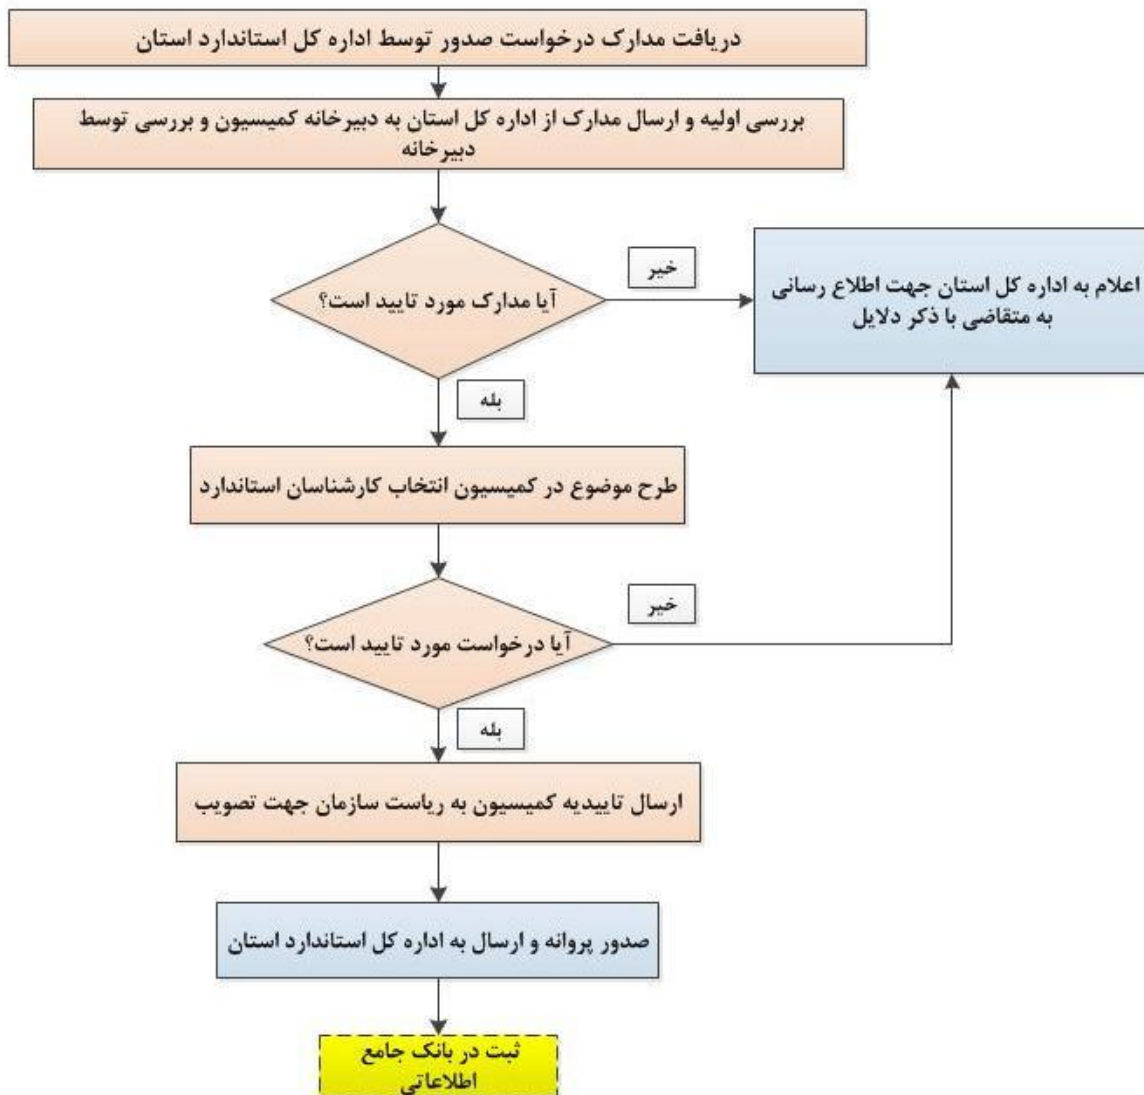 دریافت مدارک درخواست صدور توسط اداره کل استاندارد استان
بررسی اولیه و ارسال مدارک از اداره کل استان به دبیرخانه کمیسیون و بررسی توسط
دبیرخانه
آیا مدارک مورد تایید است؟
خیر
اعلام به اداره کل استان جهت اطلاع رسانی
به متقاضی با ذکر دلایل
بله
طرح موضوع در کمیسیون انتخاب کارشناسان استاندارد
آیا درخواست مورد تایید است؟
خیر
بله
ارسال تاییدیه کمیسیون به ریاست سازمان جهت تصویب
صدور پروانه و ارسال به اداره کل استاندارد استان
ثبت در بانک جامع
اطلاعاتی